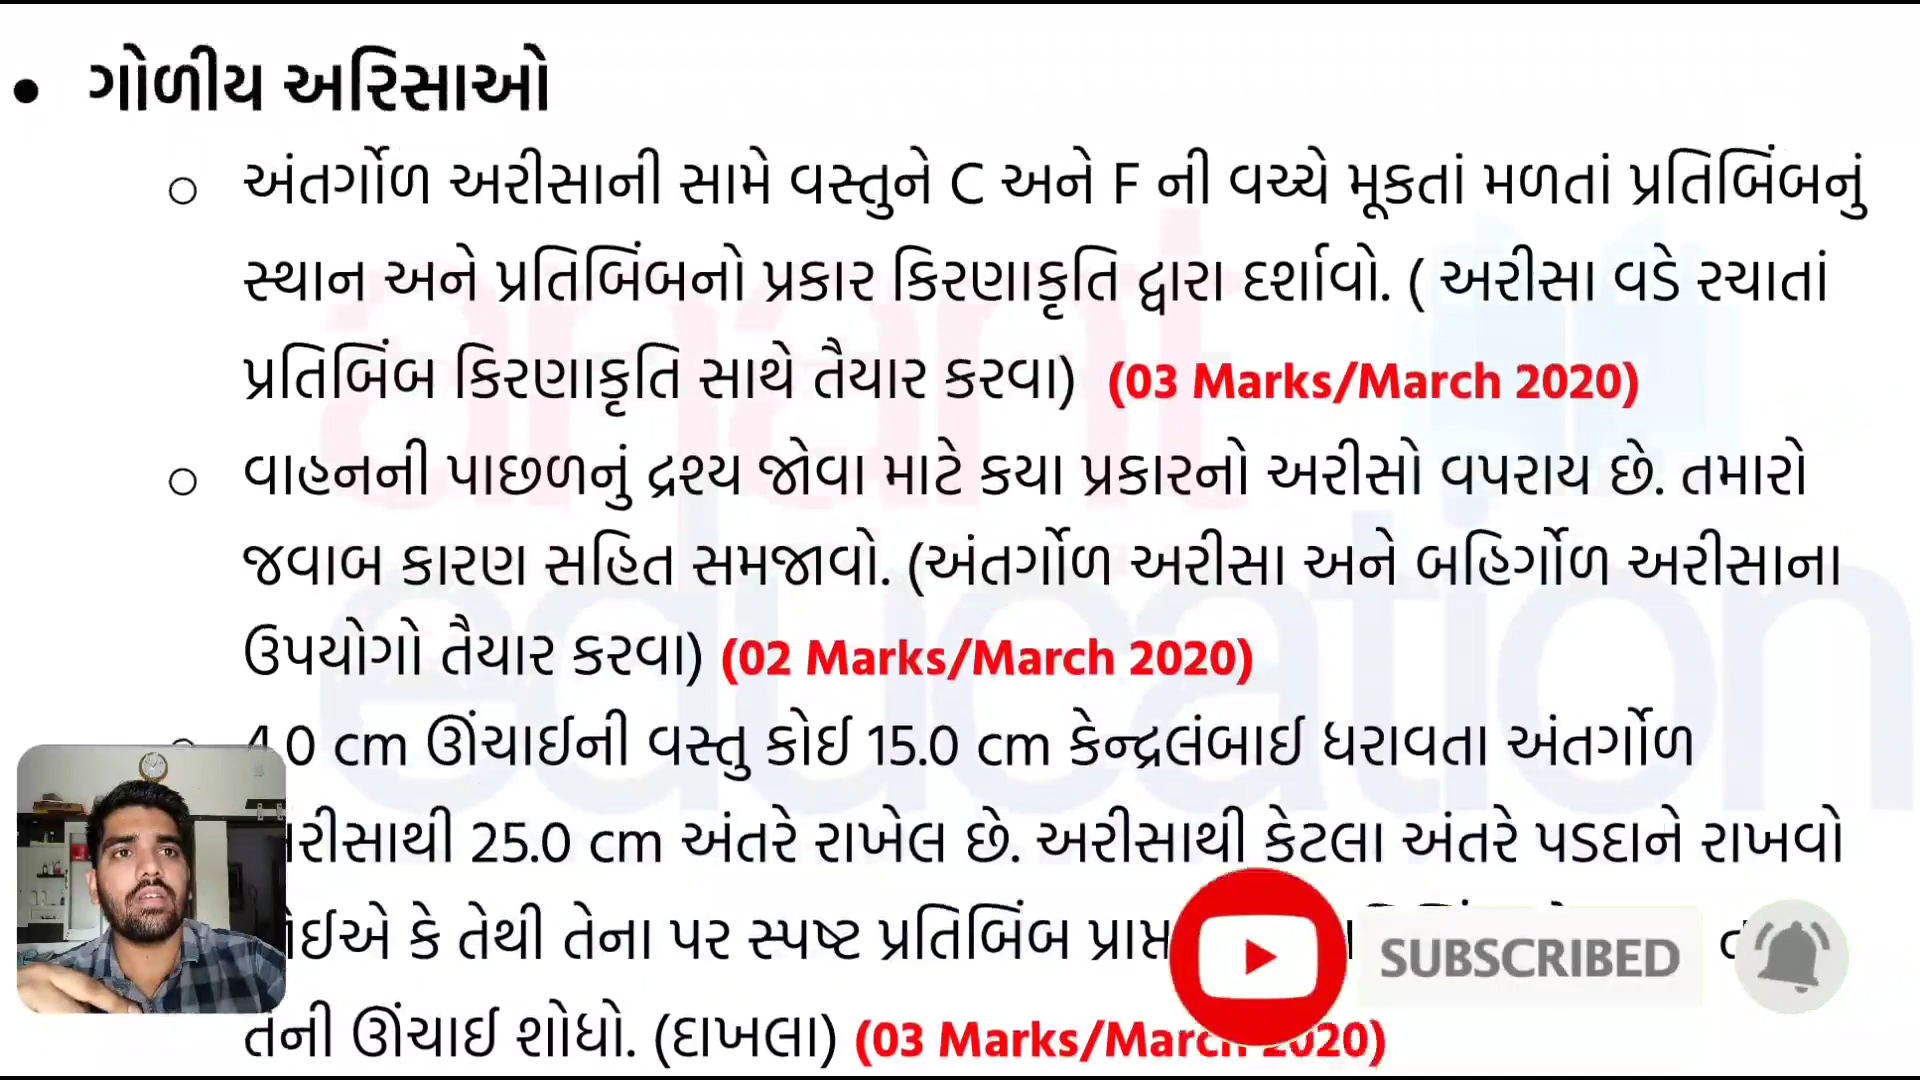 • ગોળીય અરિસાઓ
○ અંતર્ગોળ અરીસાની સામે વસ્તુને C અને F ની વચ્ચે મૂકતાં મળતાં પ્રતિબિંબનું
સ્થાન અને પ્રતિબિંબનો પ્રકાર કિરણાકૃતિ દ્વારા દર્શાવો. ( અરીસા વડે રચાતાં
પ્રતિબિંબ કિરણાકૃતિ સાથે તૈયાર કરવા) (03 Marks/March 2020)
○ વાહનની પાછળનું દ્રશ્ય જોવા માટે કયા પ્રકારનો અરીસો વપરાય છે. તમારો
જવાબ કારણ સહિત સમજાવો. (અંતર્ગોળ અરીસા અને બહિર્ગોળ અરીસાના
ઉપયોગો તૈયાર કરવા) (02 Marks/March 2020)
4.0 cm ઊંચાઈની વસ્તુ કોઈ 15.0 cm કેન્દ્રલંબાઈ ધરાવતા અંતર્ગોળ
અરીસાથી 25.0 cm અંતરે રાખેલ છે. અરીસાથી કેટલા અંતરે પડદાને રાખવો
જોઈએ કે તેથી તેના પર સ્પષ્ટ પ્રતિબિંબ
SUBSCRIBED
તેની ઊંચાઈ શોધો. (દાખલા) (03 Marks/March 2020)
anant
education